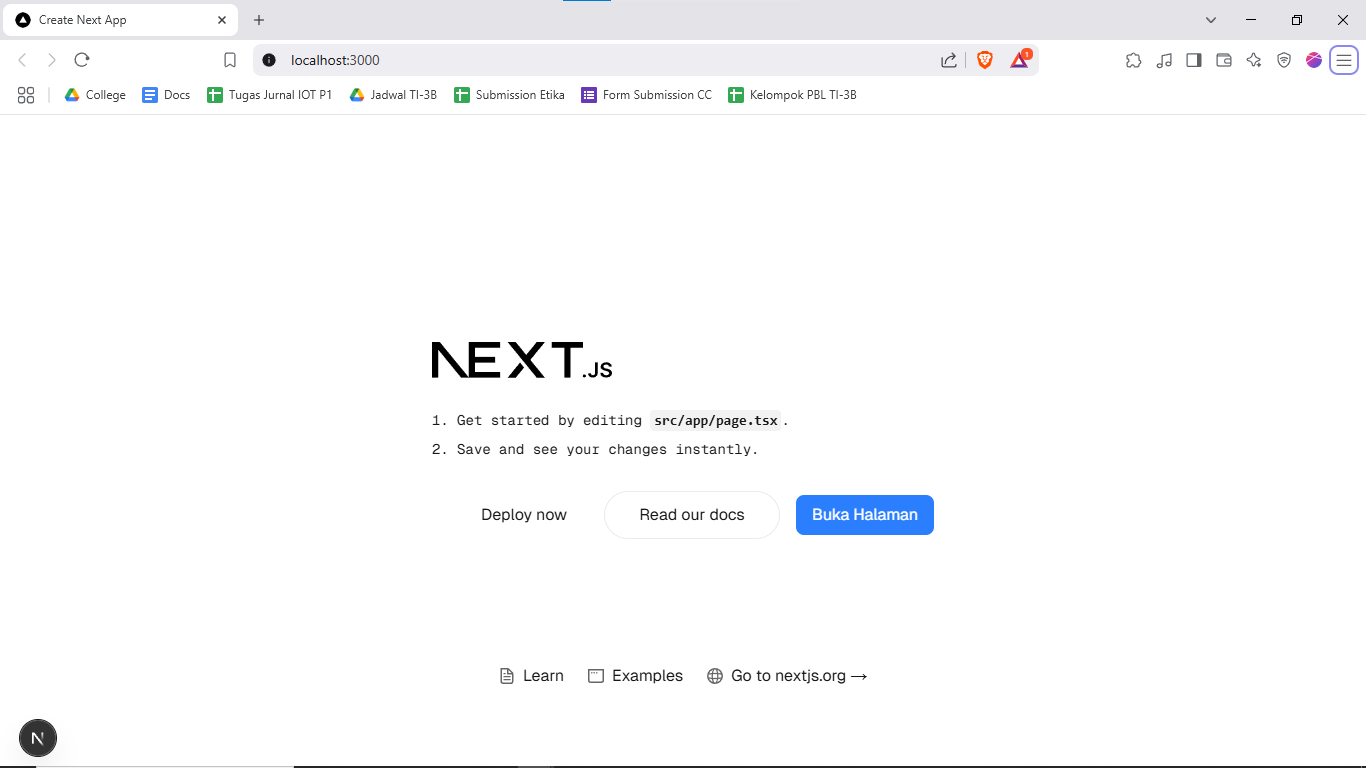 Create Next App
localhost:3000
1
College Docs Tugas Jurnal IOT P1 Jadwal TI-3B Submission Etika Form Submission CC Kelompok PBL TI-3B
NEXT.JS
1. Get started by editing src/app/page.tsx.
2. Save and see your changes instantly.
Deploy now Read our docs Buka Halaman
Learn Examples Go to nextjs.org →
N